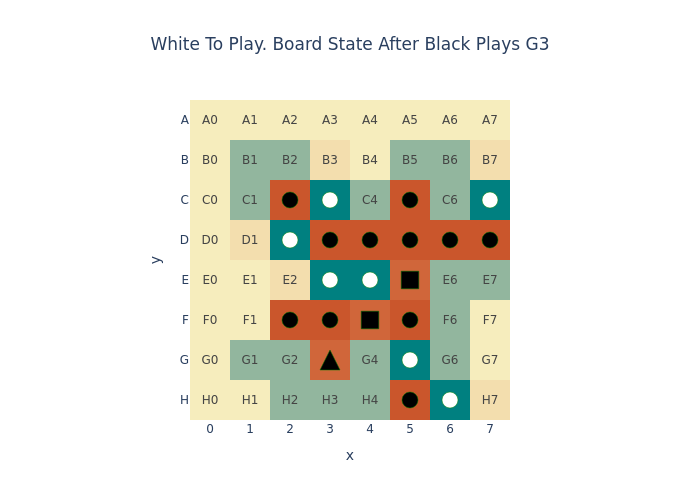 White To Play. Board State After Black Plays G3
A A0 A1 A2 A3 A4 A5 A6 A7
B B0 B1 B2 B3 B4 B5 B6 B7
C C0 C1 C4 C6
D D0 D1
E E0 E1 E2 E6 E7
F F0 F1 F6 F7
G G0 G1 G2 G4 G6 G7
H H0 H1 H2 H3 H4 H7
0 1 2 3 4 5 6 7
x
y